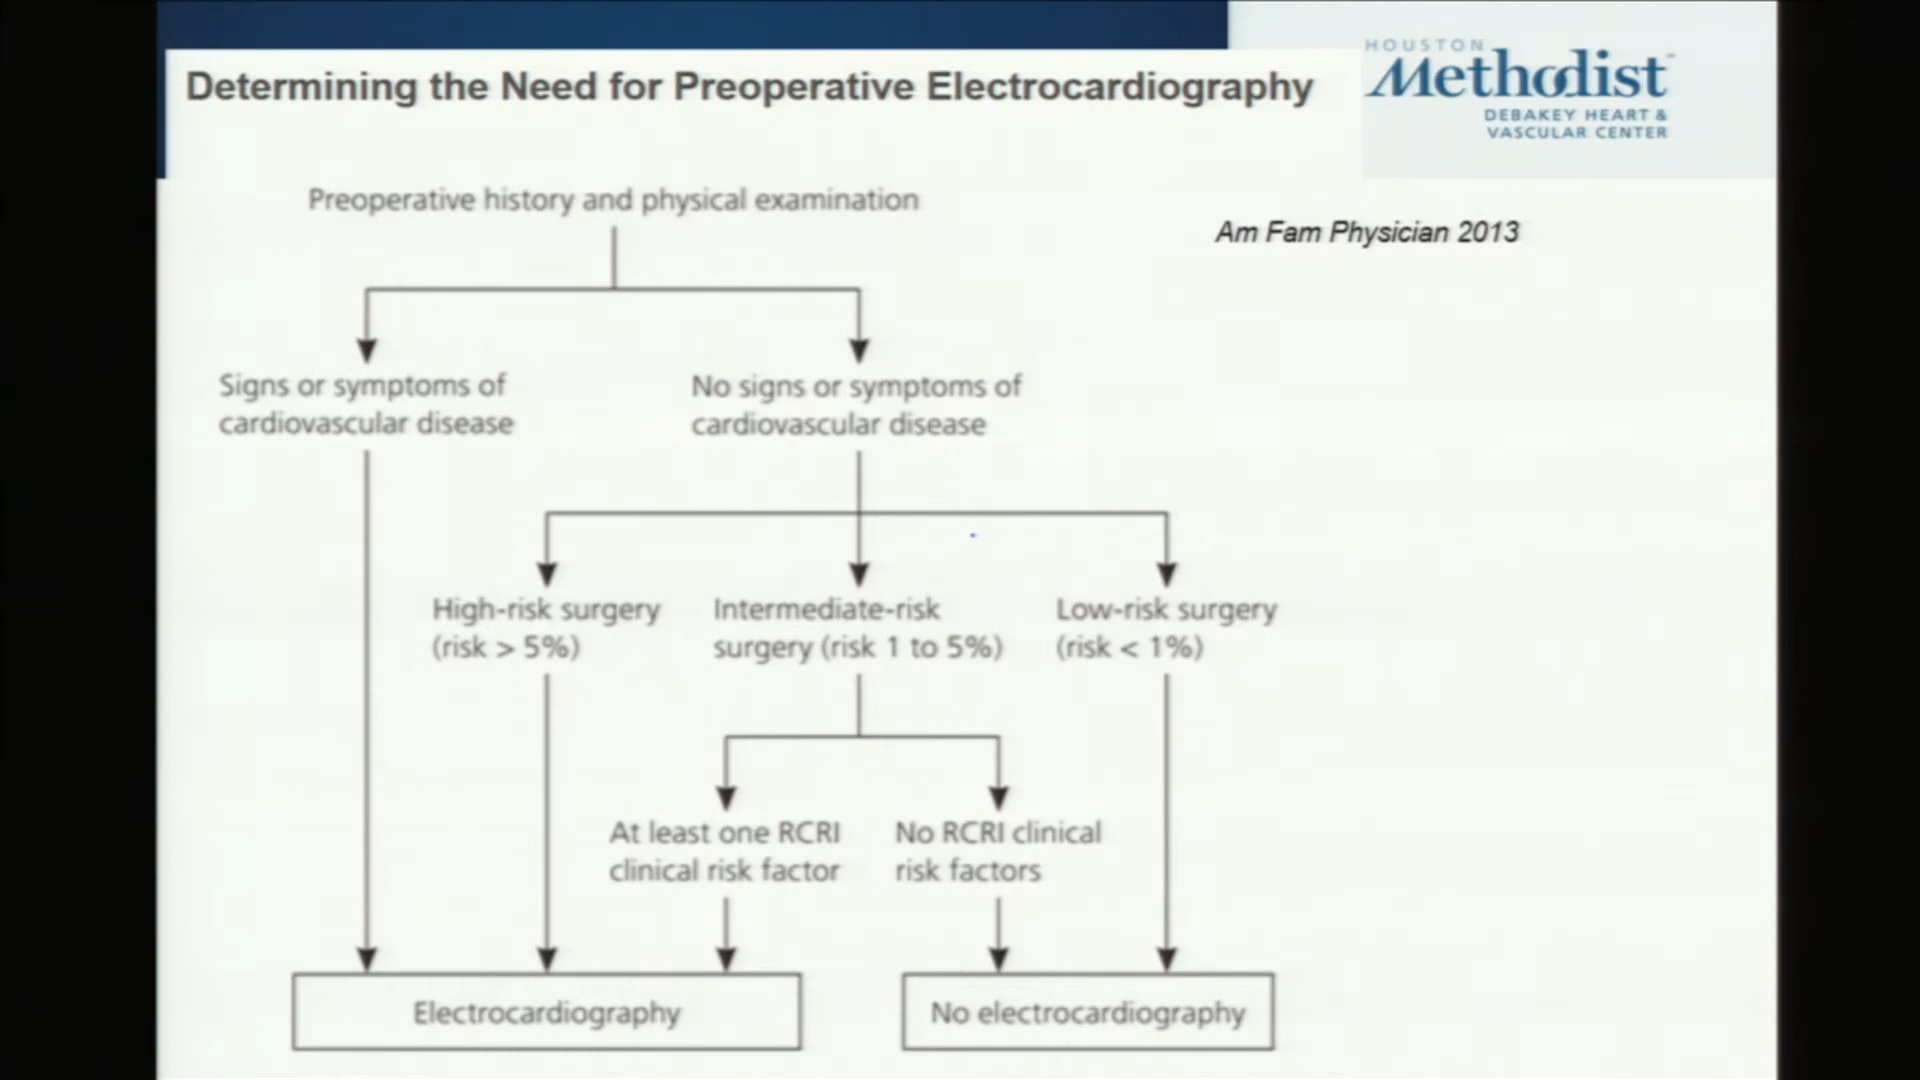 Determining the Need for Preoperative Electrocardiography
HOUSTON
Methodist
DEBAKEY HEART &
VASCULAR CENTER
Preoperative history and physical examination
Am Fam Physician 2013
Signs or symptoms of
cardiovascular disease
No signs or symptoms of
cardiovascular disease
High-risk surgery
(risk > 5%)
Intermediate-risk
surgery (risk 1 to 5%)
Low-risk surgery
(risk < 1%)
At least one RCRI
clinical risk factor
No RCRI clinical
risk factors
Electrocardiography
No electrocardiography